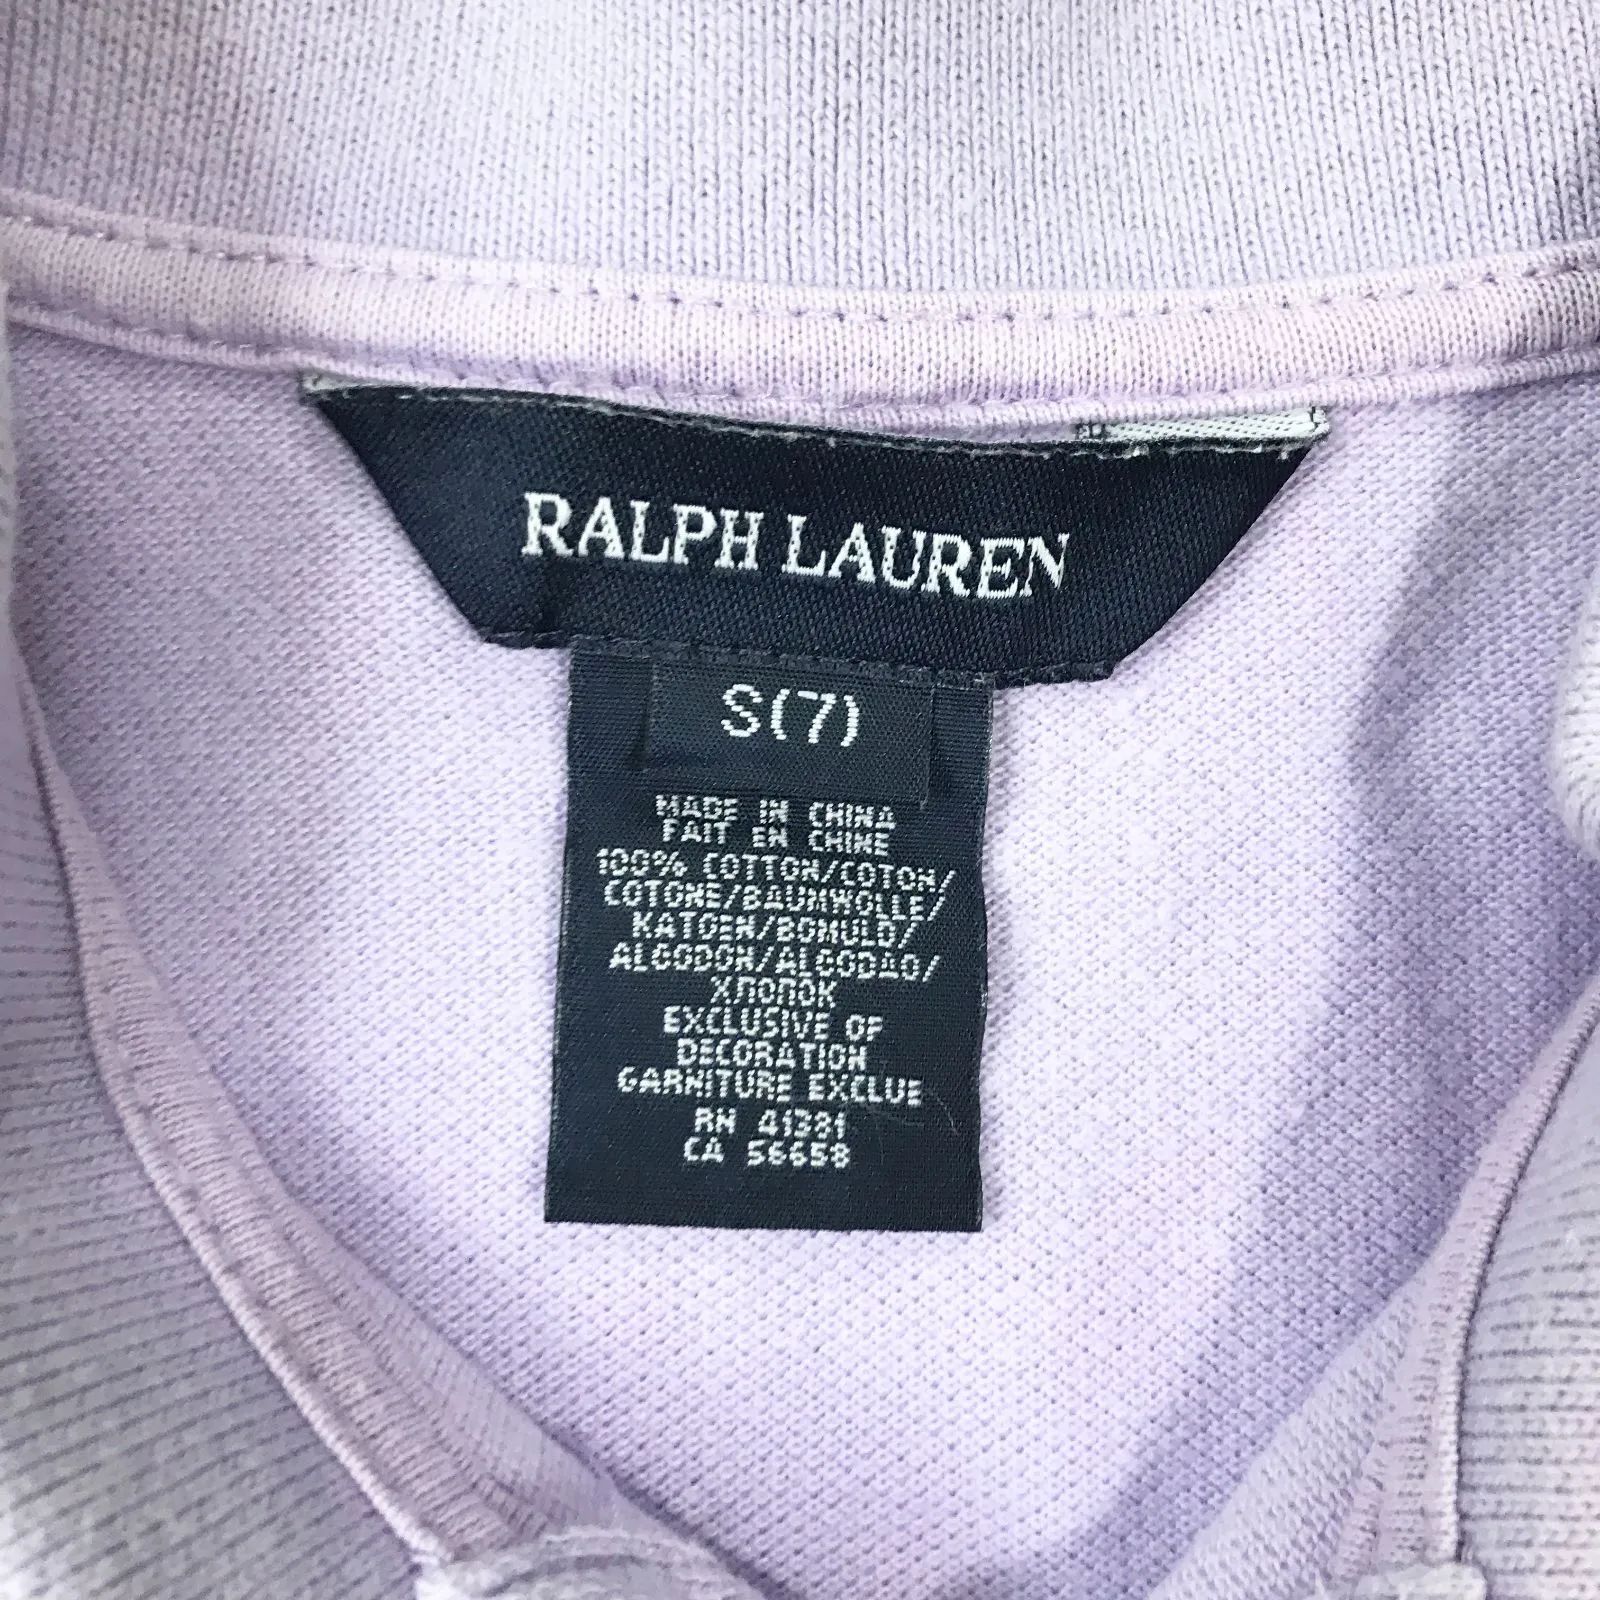 RALPH LAUREN
S(7)
MADE IN CHINA
FAIT EN CHINE
100% COTTON/COTON/
COTONE/BAUMWOLLE/
KATOEN/BOMULD/
ALGODON/ALGODAO/
ХЛОПОК
EXCLUSIVE OF
DECORATION
GARNITURE EXCLUE
RN 41381
CA 56658